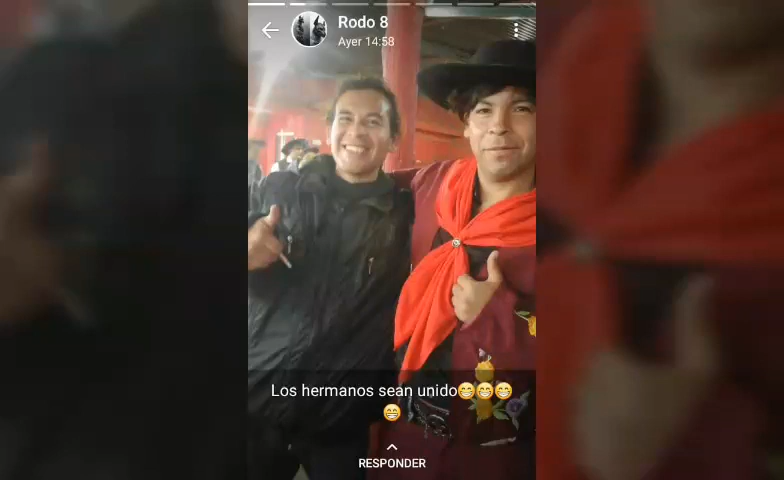 Rodo 8
Ayer 14:58
Los hermanos sean unido😁😁😁
😁
RESPONDER